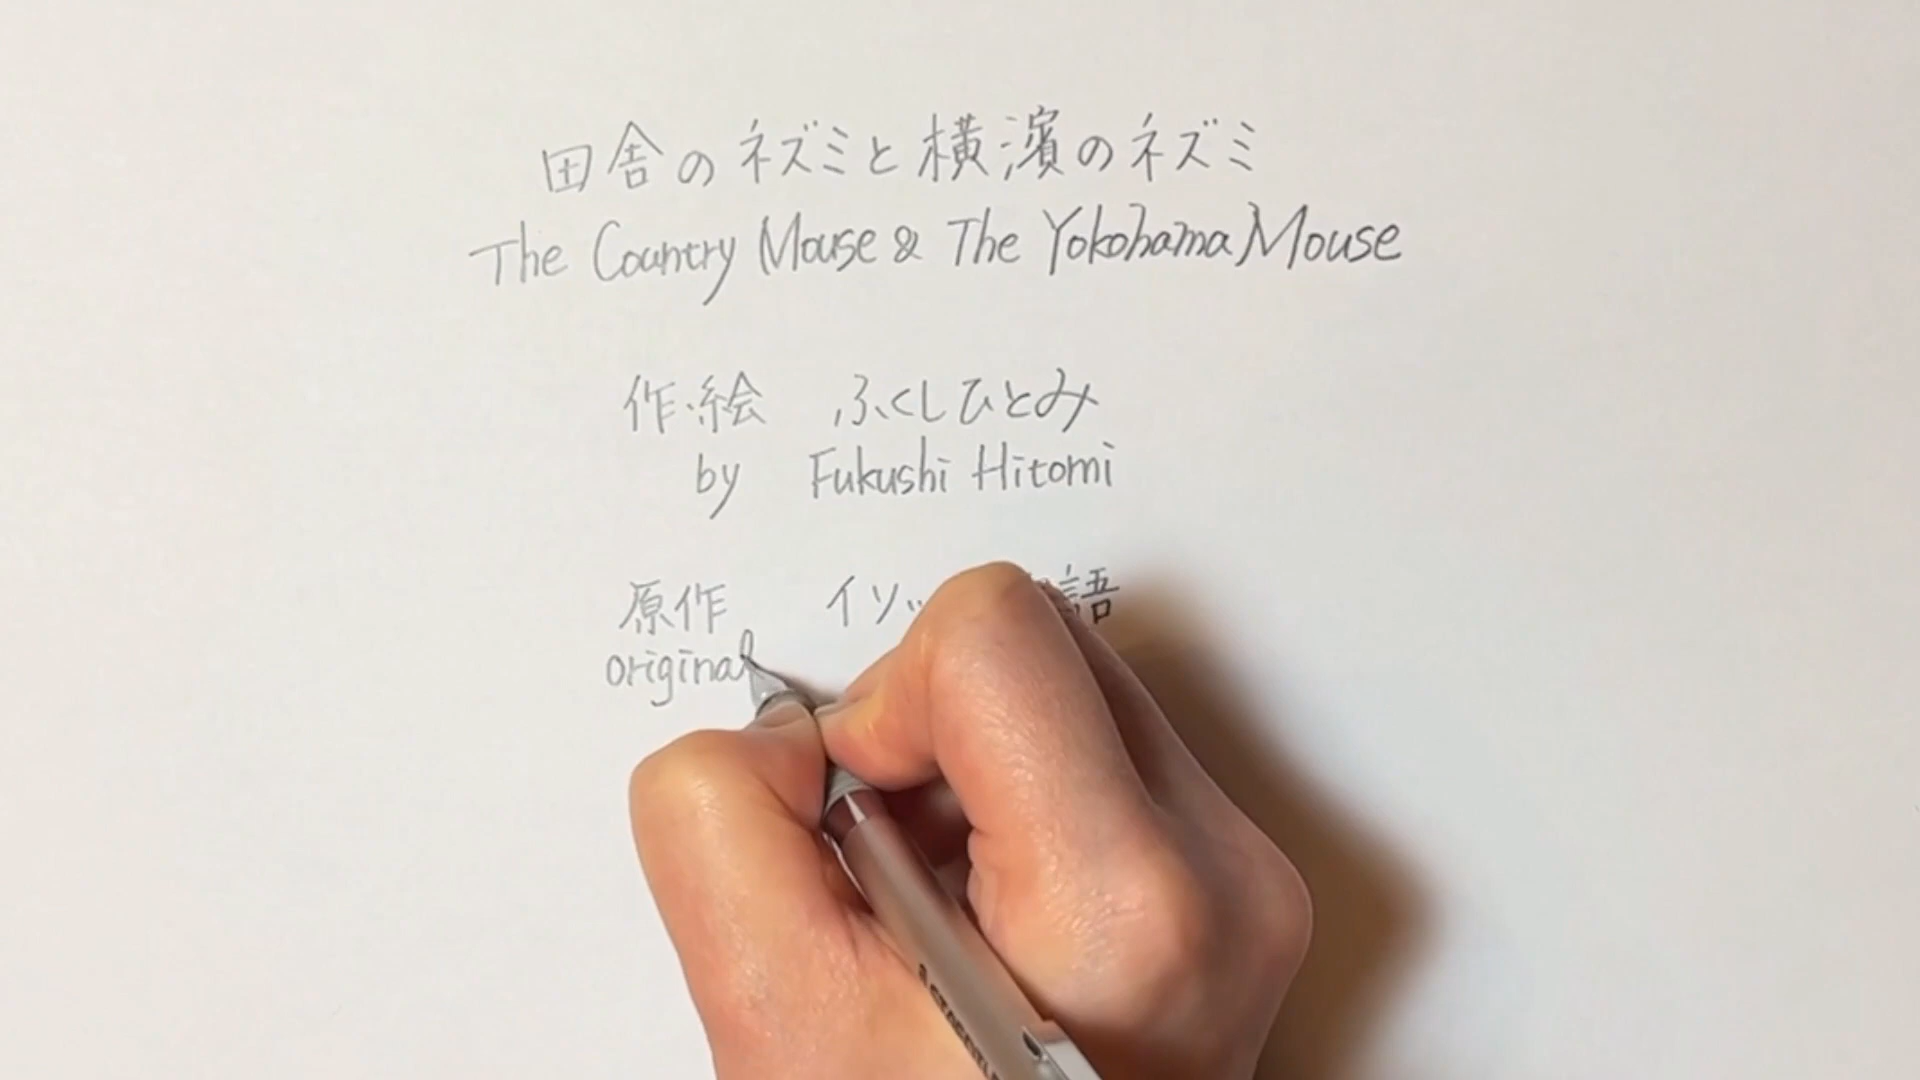 田舎のネズミと横濱のネズミ
The Country Mouse & The Yokohama Mouse
作・絵 ふくしひとみ
by Fukushi Hitomi
原作 イソッ 語
original